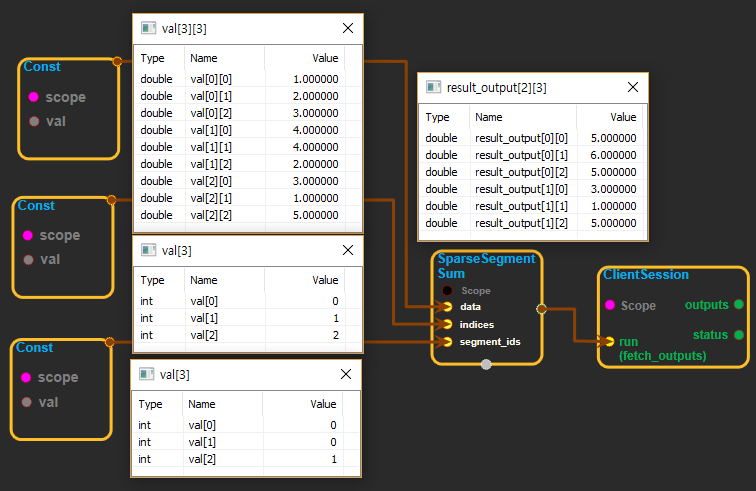 Const
scope
val
val[3][3]
Type Name Value
double val[0][0] 1.000000
double val[0][1] 2.000000
double val[0][2] 3.000000
double val[1][0] 4.000000
double val[1][1] 4.000000
double val[1][2] 2.000000
double val[2][0] 3.000000
double val[2][1] 1.000000
double val[2][2] 5.000000
result_output[2][3]
Type Name Value
double result_output[0][0] 5.000000
double result_output[0][1] 6.000000
double result_output[0][2] 5.000000
double result_output[1][0] 3.000000
double result_output[1][1] 1.000000
double result_output[1][2] 5.000000
Const
scope
val
val[3]
Type Name Value
int val[0] 0
int val[1] 1
int val[2] 2
SparseSegment
Sum
Scope
data
indices
segment_ids
ClientSession
Scope
outputs
status
run
(fetch_outputs)
Const
scope
val
val[3]
Type Name Value
int val[0] 0
int val[1] 0
int val[2] 1